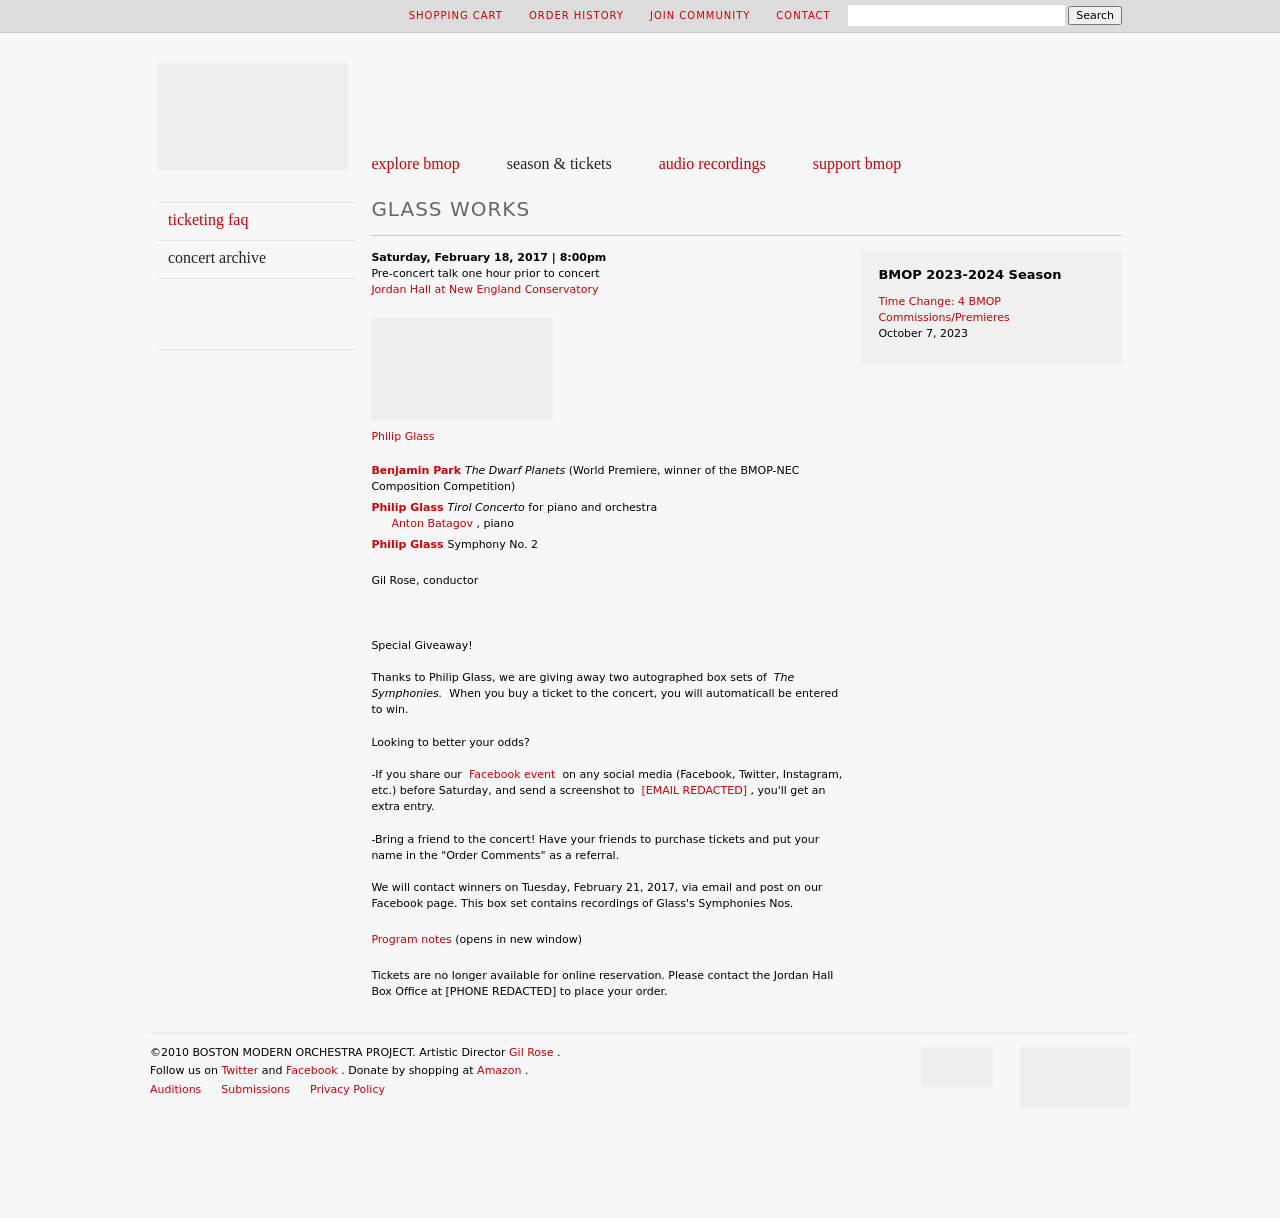 SHOPPING CART ORDER HISTORY JOIN COMMUNITY CONTACT Search
explore bmop season & tickets audio recordings support bmop
ticketing faq
concert archive
GLASS WORKS
Saturday, February 18, 2017 | 8:00pm
Pre-concert talk one hour prior to concert
Jordan Hall at New England Conservatory
Philip Glass
Benjamin Park The Dwarf Planets (World Premiere, winner of the BMOP-NEC
Composition Competition)
Philip Glass Tirol Concerto for piano and orchestra
Anton Batagov , piano
Philip Glass Symphony No. 2
Gil Rose, conductor
Special Giveaway!
Thanks to Philip Glass, we are giving away two autographed box sets of The
Symphonies. When you buy a ticket to the concert, you will automaticall be entered
to win.
Looking to better your odds?
-If you share our Facebook event on any social media (Facebook, Twitter, Instagram,
etc.) before Saturday, and send a screenshot to [EMAIL REDACTED] , you'll get an
extra entry.
-Bring a friend to the concert! Have your friends to purchase tickets and put your
name in the "Order Comments" as a referral.
We will contact winners on Tuesday, February 21, 2017, via email and post on our
Facebook page. This box set contains recordings of Glass's Symphonies Nos.
Program notes (opens in new window)
Tickets are no longer available for online reservation. Please contact the Jordan Hall
Box Office at [PHONE REDACTED] to place your order.
BMOP 2023-2024 Season
Time Change: 4 BMOP
Commissions/Premieres
October 7, 2023
©2010 BOSTON MODERN ORCHESTRA PROJECT. Artistic Director Gil Rose .
Follow us on Twitter and Facebook . Donate by shopping at Amazon .
Auditions Submissions Privacy Policy